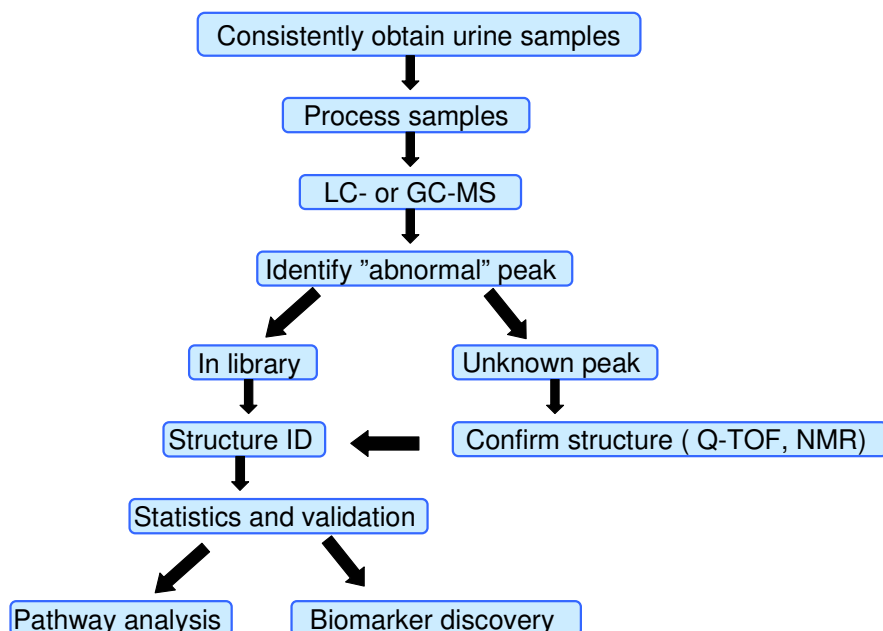 Consistently obtain urine samples
Process samples
LC- or GC-MS
Identify ”abnormal” peak
In library
Unknown peak
Structure ID
Confirm structure ( Q-TOF, NMR)
Statistics and validation
Pathway analysis
Biomarker discovery